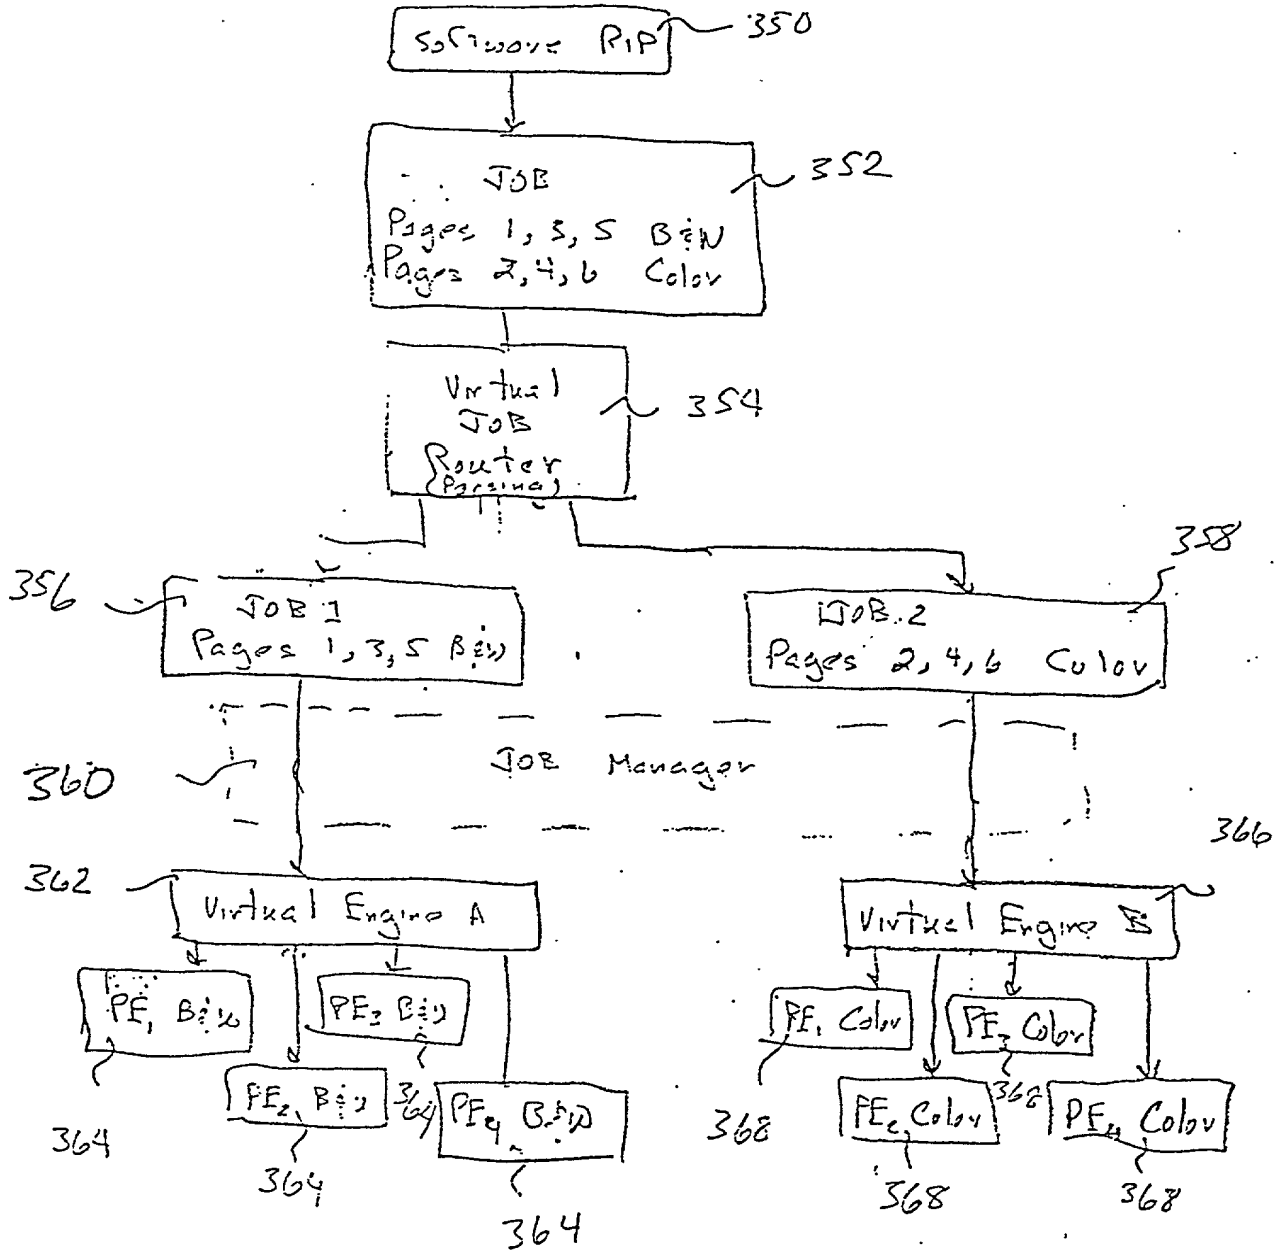 Software RIP
350
JOB
352
Pages 1, 3, 5 B&W
Pages 2, 4, 6 Color
Virtual
JOB
Router
(Parsing)
354
356
JOB 1
Pages 1, 3, 5 B&W
358
JOB 2
Pages 2, 4, 6 Color
360
JOB Manager
362
Virtual Engine A
366
Virtual Engine B
PE1 B&W
PE3 B&W
PE1 Color
PE3 Color
364
PE2 B&W
364
PE4 B&W
368
PE2 Color
368
PE4 Color
364
364
368
368